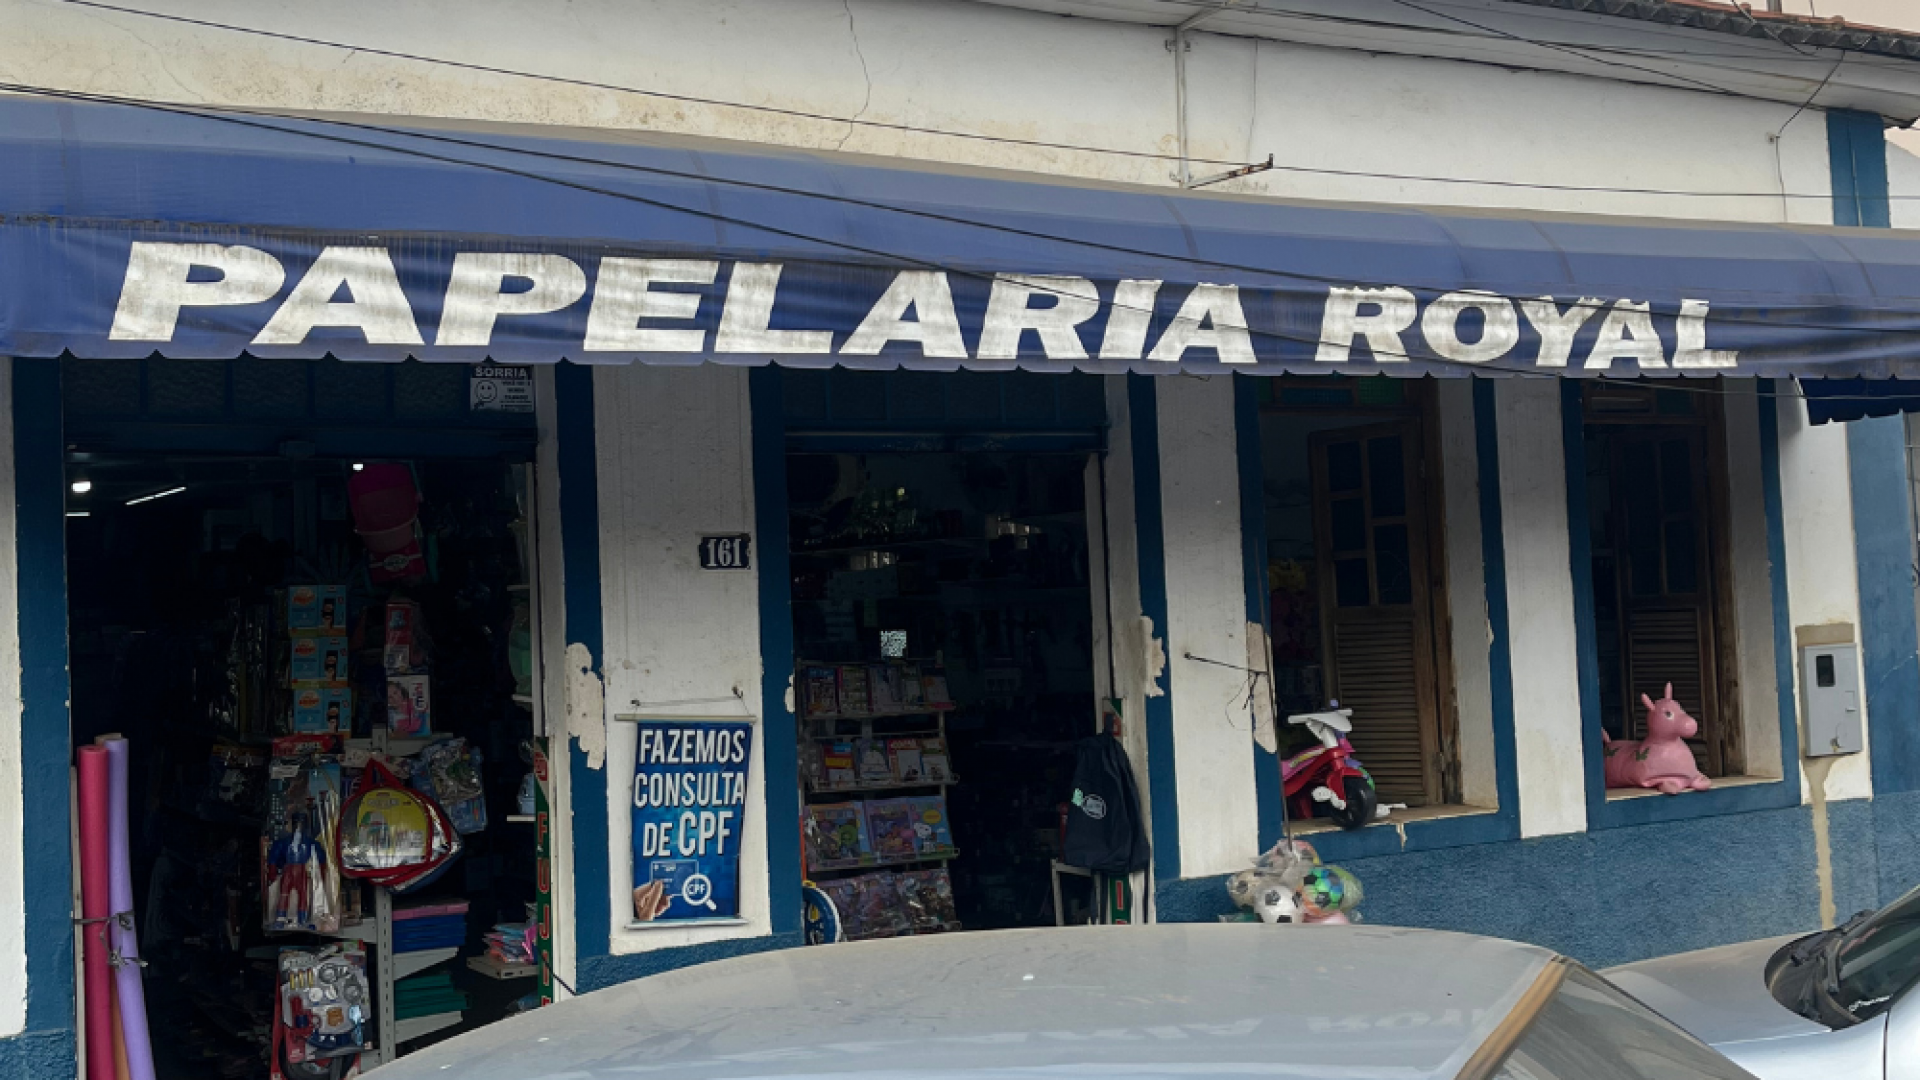 PAPELARIA ROYAL
SORRIA
161
FAZEMOS
CONSULTA
DE CPF
CPF